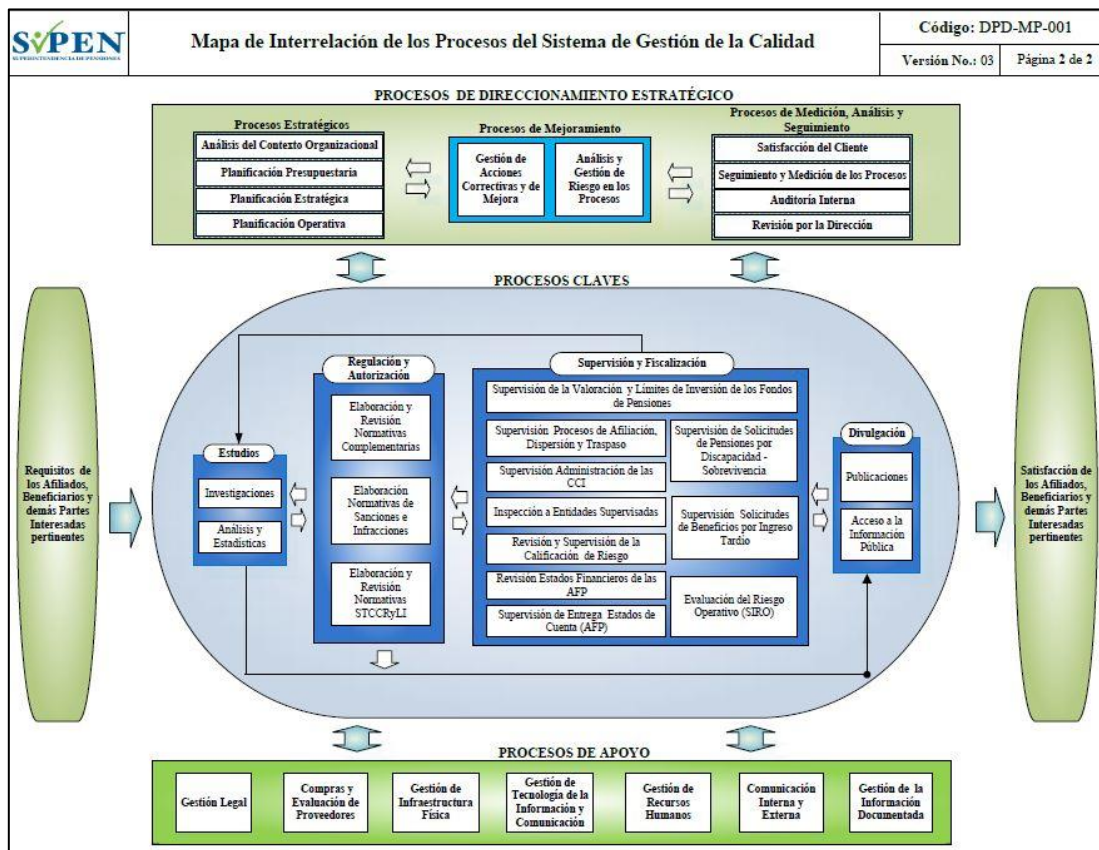 SIPEN
SUPERINTENDENCIA DE PENSIONES
Mapa de Interrelación de los Procesos del Sistema de Gestión de la Calidad
Código: DPD-MP-001
Versión No.: 03
Página 2 de 2
PROCESOS DE DIRECCIONAMIENTO ESTRATÉGICO
Procesos Estratégicos
Análisis del Contexto Organizacional
Planificación Presupuestaria
Planificación Estratégica
Planificación Operativa
Procesos de Mejoramiento
Gestión de
Acciones
Correctivas y de
Mejora
Análisis y
Gestión de
Riesgo en los
Procesos
Procesos de Medición, Análisis y
Seguimiento
Satisfacción del Cliente
Seguimiento y Medición de los Procesos
Auditoría Interna
Revisión por la Dirección
PROCESOS CLAVES
Requisitos de
los Afiliados,
Beneficiarios y
demás Partes
Interesadas
pertinentes
Estudios
Investigaciones
Análisis y
Estadísticas
Regulación y
Autorización
Elaboración y
Revisión
Normativas
Complementarias
Elaboración
Normativas de
Sanciones e
Infracciones
Elaboración y
Revisión
Normativas
STCCRyLI
Supervisión y Fiscalización
Supervisión de la Valoración y Límites de Inversión de los Fondos
de Pensiones
Supervisión Procesos de Afiliación,
Dispersión y Traspaso
Supervisión Administración de las
CCI
Inspección a Entidades Supervisadas
Revisión y Supervisión de la
Calificación de Riesgo
Revisión Estados Financieros de las
AFP
Supervisión de Entrega Estados de
Cuenta (AFP)
Supervisión de Solicitudes
de Pensiones por
Discapacidad -
Sobrevivencia
Supervisión Solicitudes
de Beneficios por Ingreso
Tardío
Evaluación del Riesgo
Operativo (SIRO)
Divulgación
Publicaciones
Acceso a la
Información
Pública
Satisfacción de
los Afiliados,
Beneficiarios y
demás Partes
Interesadas
pertinentes
PROCESOS DE APOYO
Gestión Legal
Compras y
Evaluación de
Proveedores
Gestión de
Infraestructura
Física
Gestión de
Tecnología de la
Información y
Comunicación
Gestión de
Recursos
Humanos
Comunicación
Interna y
Externa
Gestión de la
Información
Documentada